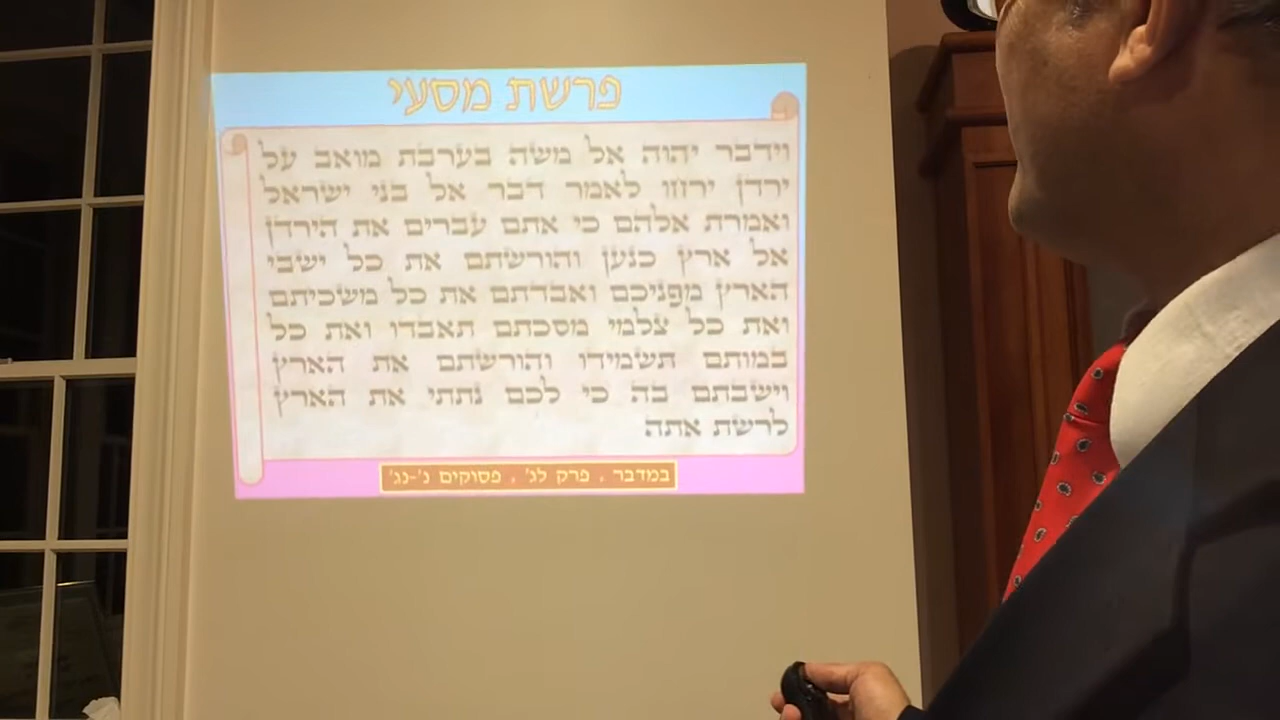 פרשת מסעי
וידבר יהוה אל משה בערבת מואב על
ירדן ירחו לאמר דבר אל בני ישראל
ואמרת אלהם כי אתם עברים את הירדן
אל ארץ כנען והורשתם את כל ישבי
הארץ מפניכם ואבדתם את כל משכיתם
ואת כל צלמי מסכתם תאבדו ואת כל
במותם תשמידו והורשתם את הארץ
וישבתם בה כי לכם נתתי את הארץ
לרשת אתה
במדבר , פרק לג' , פסוקים נ'-נג'